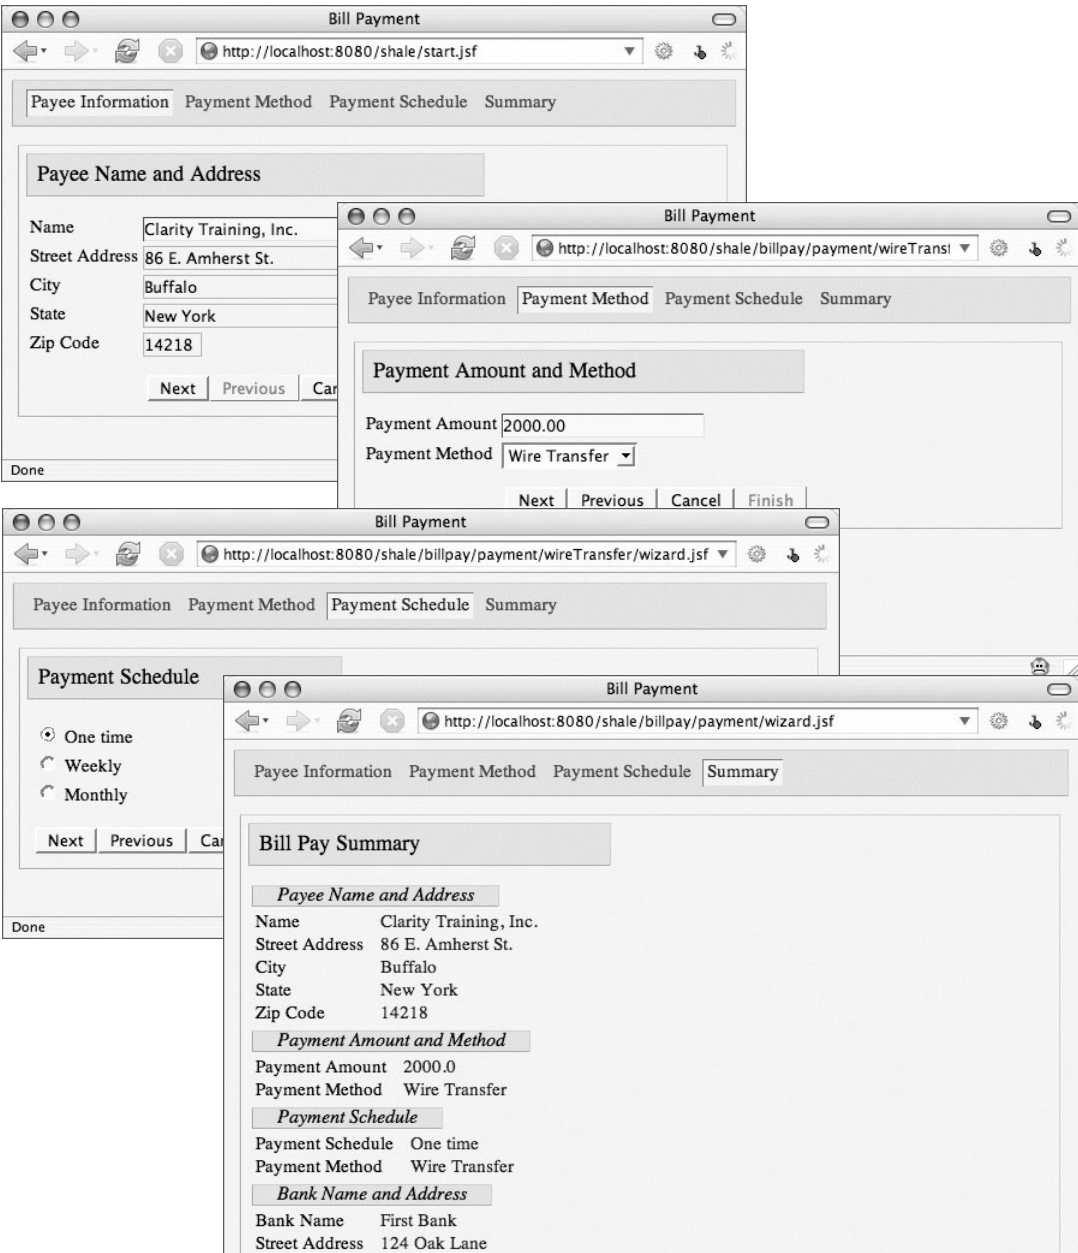 Bill Payment
http://localhost:8080/shale/start.jsf
Payee Information Payment Method Payment Schedule Summary
Payee Name and Address
Name Clarity Training, Inc.
Street Address 86 E. Amherst St.
City Buffalo
State New York
Zip Code 14218
Next Previous Can
Done
Bill Payment
http://localhost:8080/shale/billpay/payment/wireTransf
Payee Information Payment Method Payment Schedule Summary
Payment Amount and Method
Payment Amount 2000.00
Payment Method Wire Transfer
Next Previous Cancel Finish
Bill Payment
http://localhost:8080/shale/billpay/payment/wireTransfer/wizard.jsf
Payee Information Payment Method Payment Schedule Summary
Payment Schedule
One time
Weekly
Monthly
Next Previous Can
Done
Bill Payment
http://localhost:8080/shale/billpay/payment/wizard.jsf
Payee Information Payment Method Payment Schedule Summary
Bill Pay Summary
Payee Name and Address
Name Clarity Training, Inc.
Street Address 86 E. Amherst St.
City Buffalo
State New York
Zip Code 14218
Payment Amount and Method
Payment Amount 2000.0
Payment Method Wire Transfer
Payment Schedule
Payment Schedule One time
Payment Method Wire Transfer
Bank Name and Address
Bank Name First Bank
Street Address 124 Oak Lane